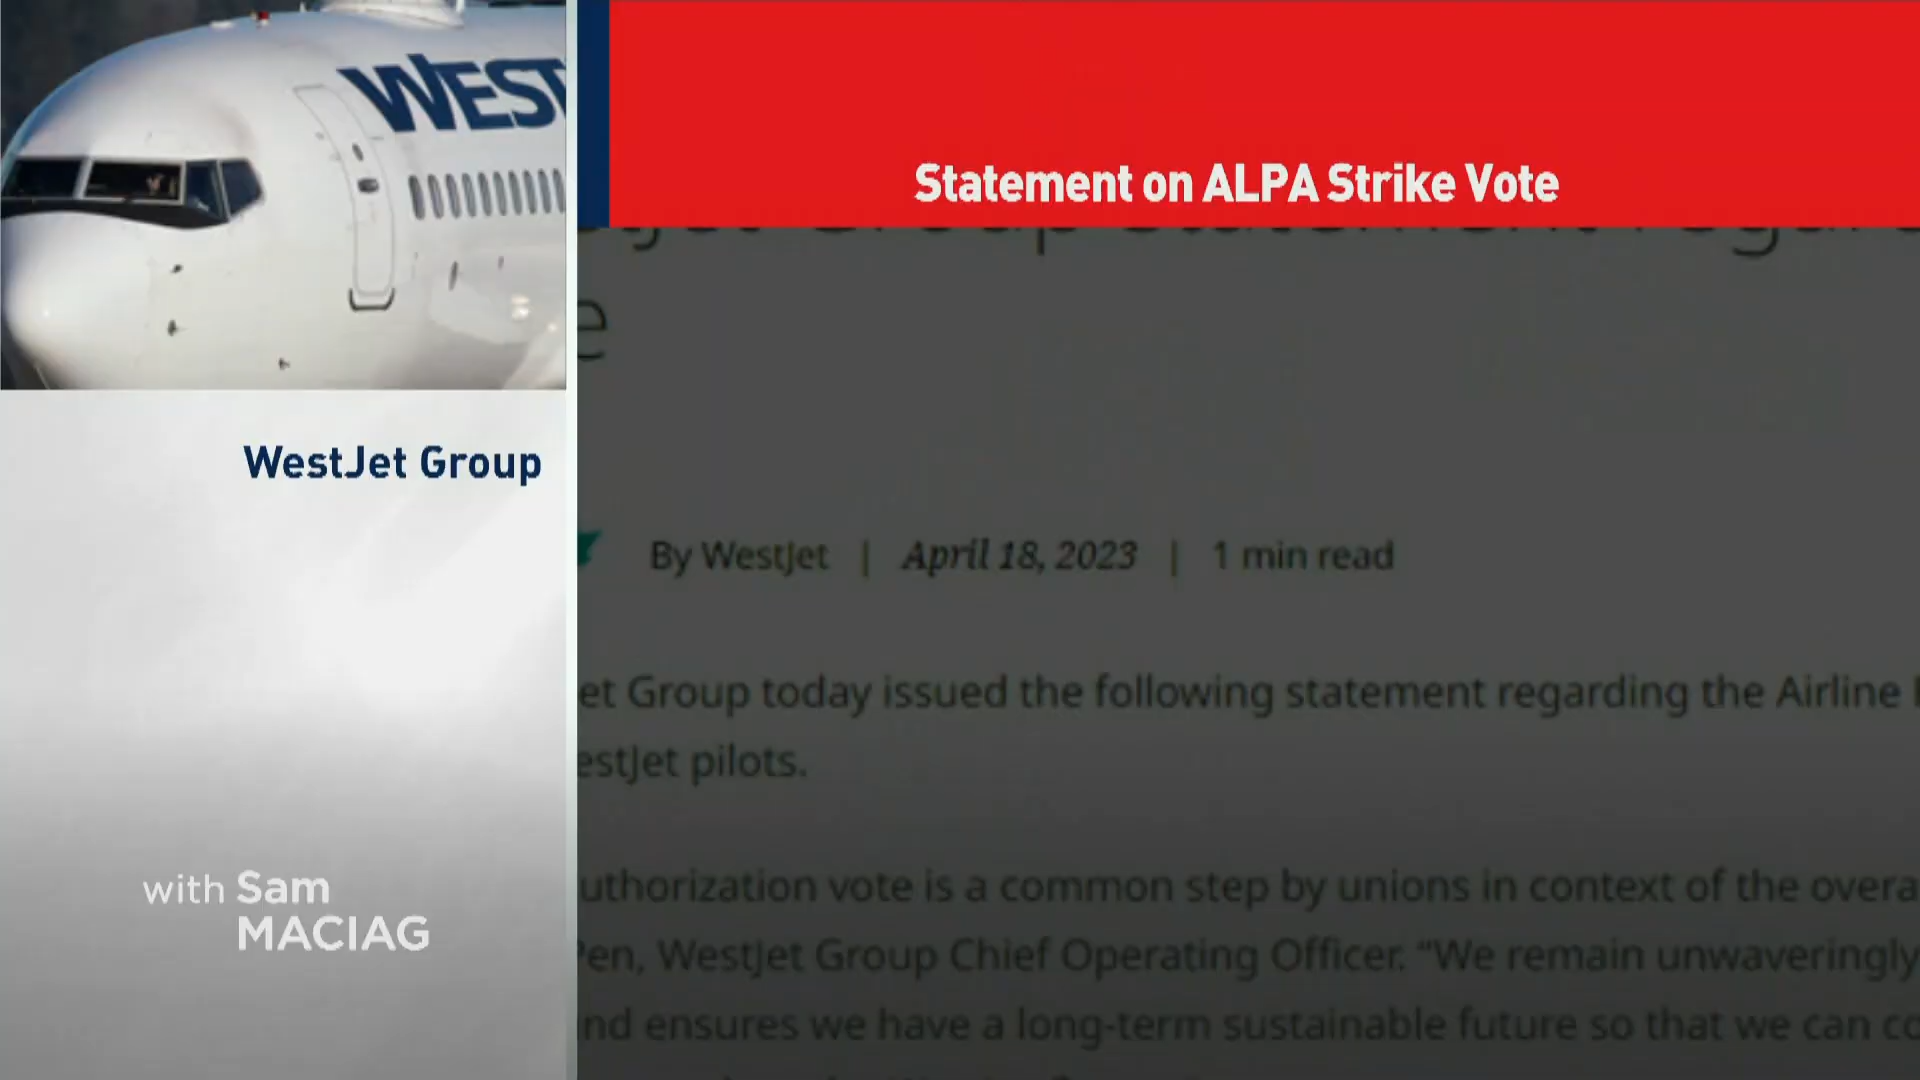 WEST
Statement on ALPA Strike Vote
e
WestJet Group
By WestJet | April 18, 2023 | 1 min read
et Group today issued the following statement regarding the Airline
estJet pilots.
uthorization vote is a common step by unions in context of the overa
Pen, WestJet Group Chief Operating Officer. “We remain unwaveringly
nd ensures we have a long-term sustainable future so that we can co
with Sam
MACIAG